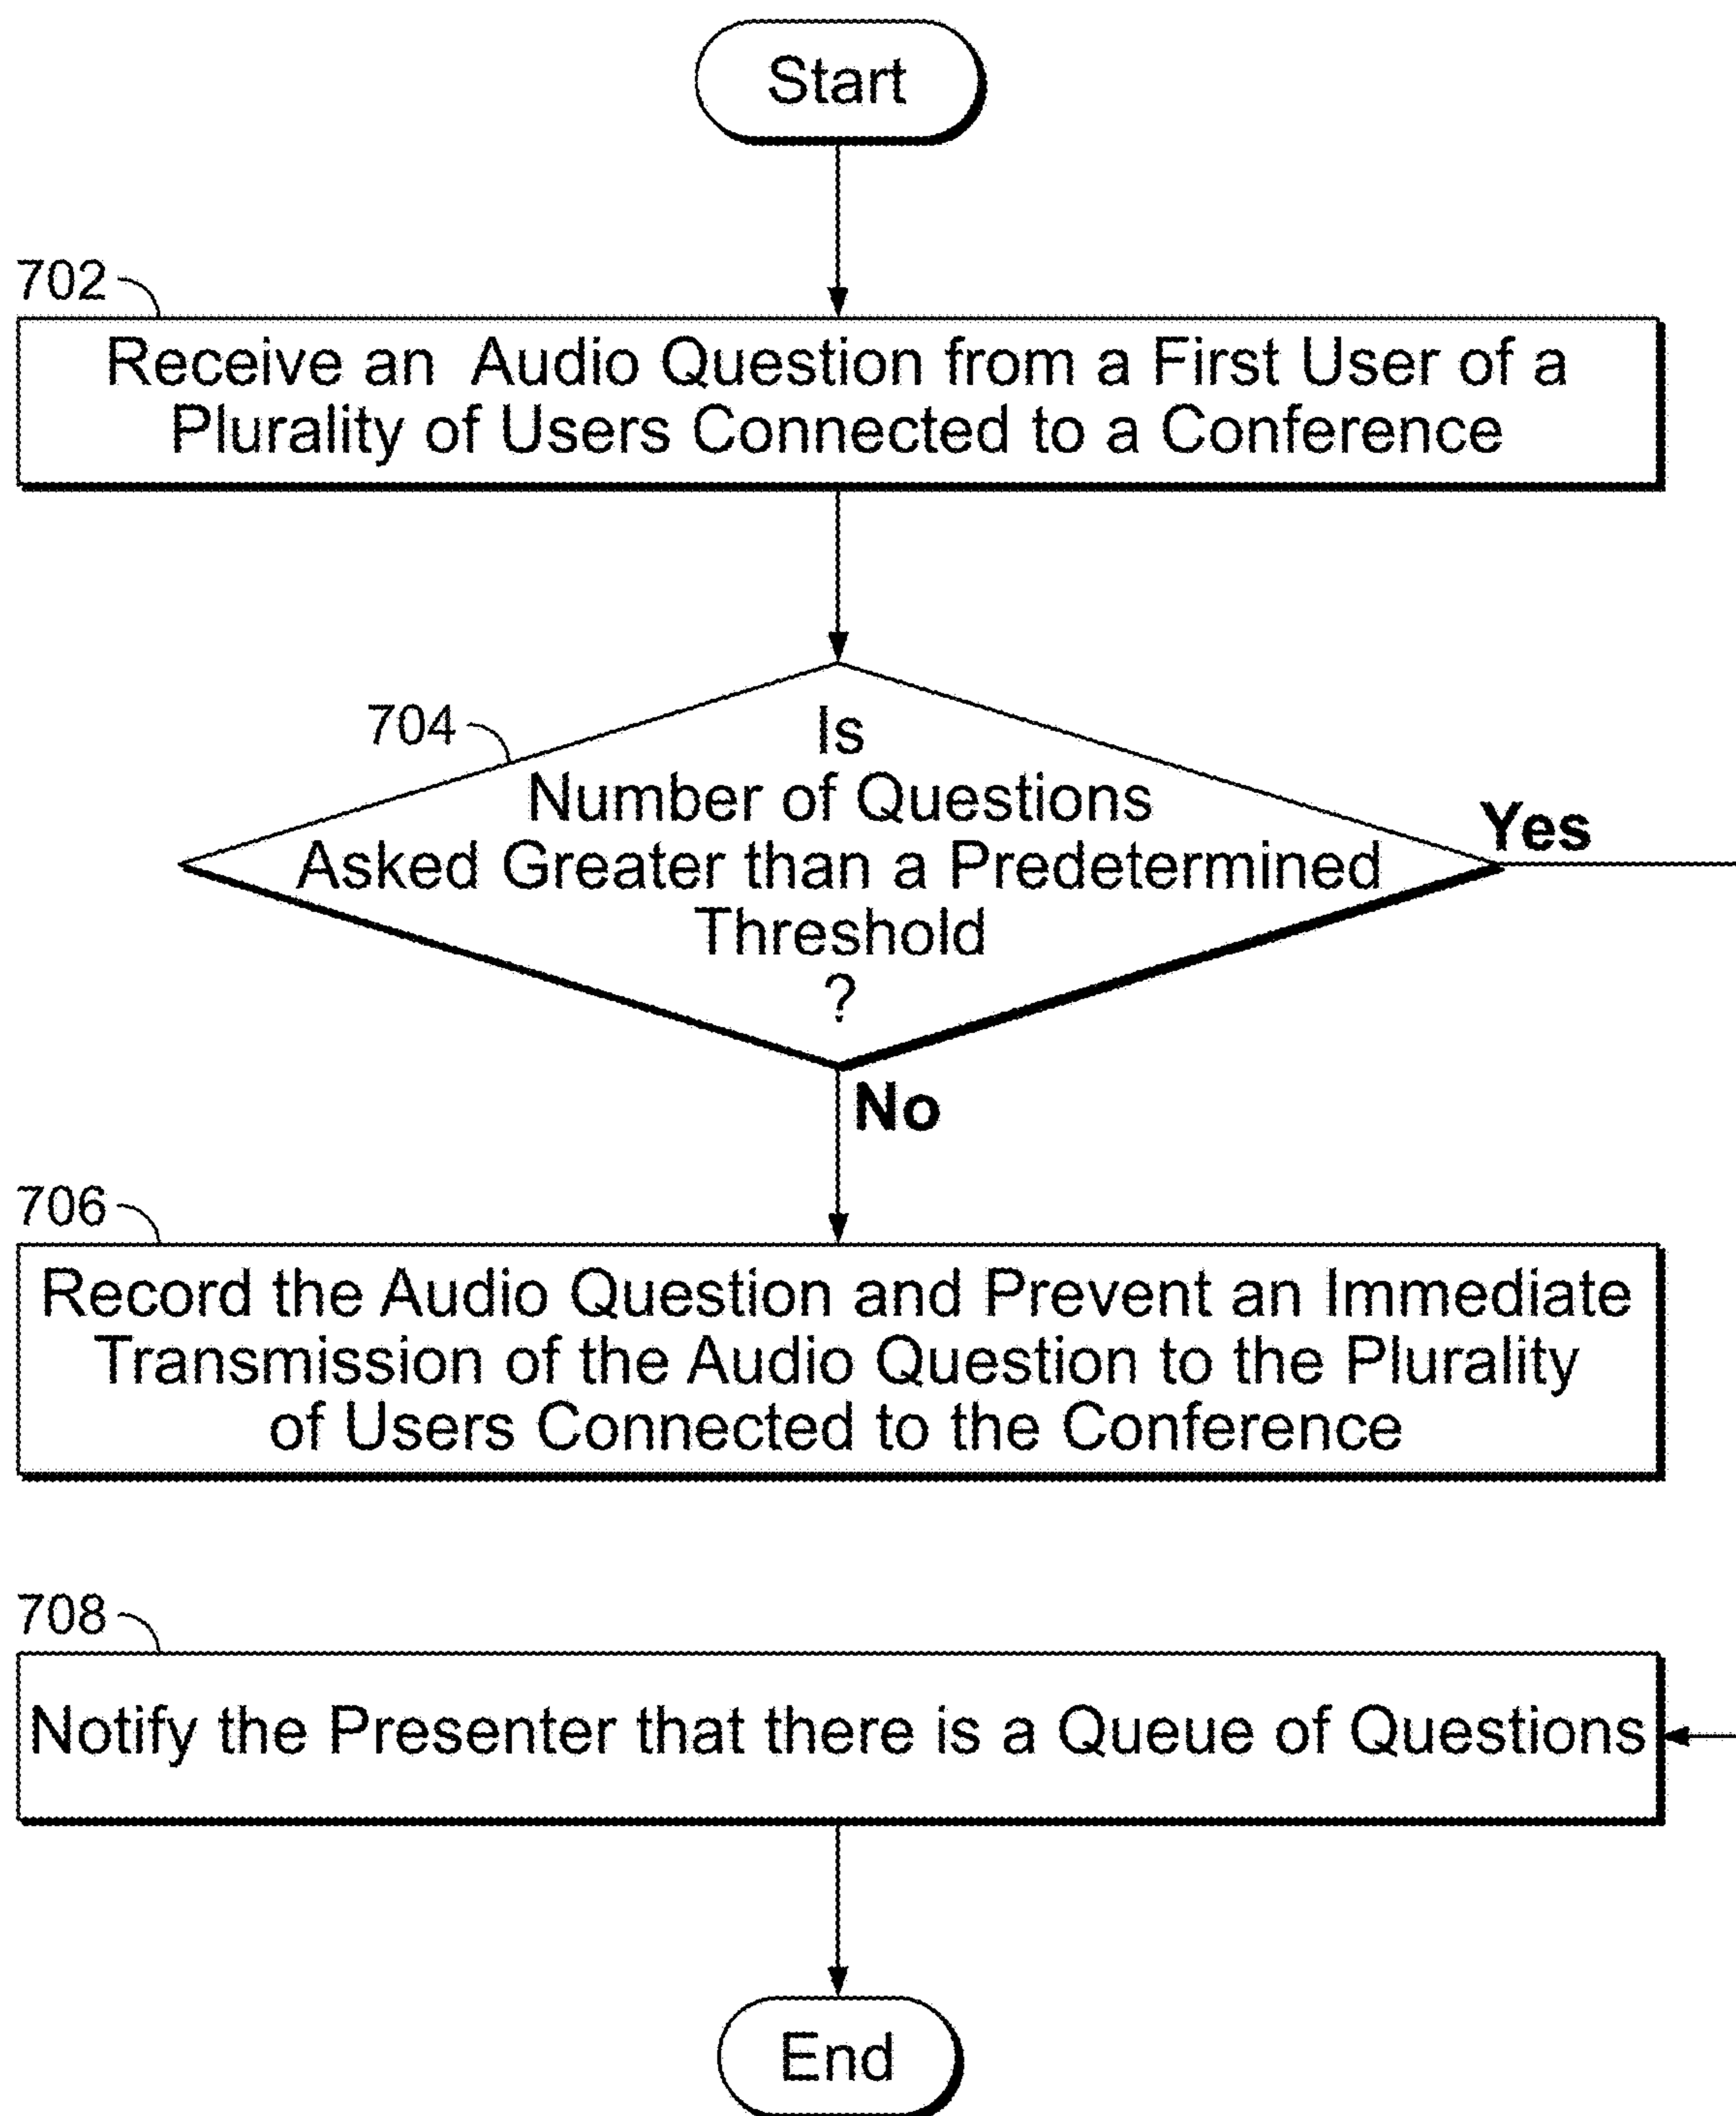 Start
702
Receive an Audio Question from a First User of a
Plurality of Users Connected to a Conference
704
Is
Number of Questions
Asked Greater than a Predetermined
Threshold
?
Yes
No
706
Record the Audio Question and Prevent an Immediate
Transmission of the Audio Question to the Plurality
of Users Connected to the Conference
708
Notify the Presenter that there is a Queue of Questions
End